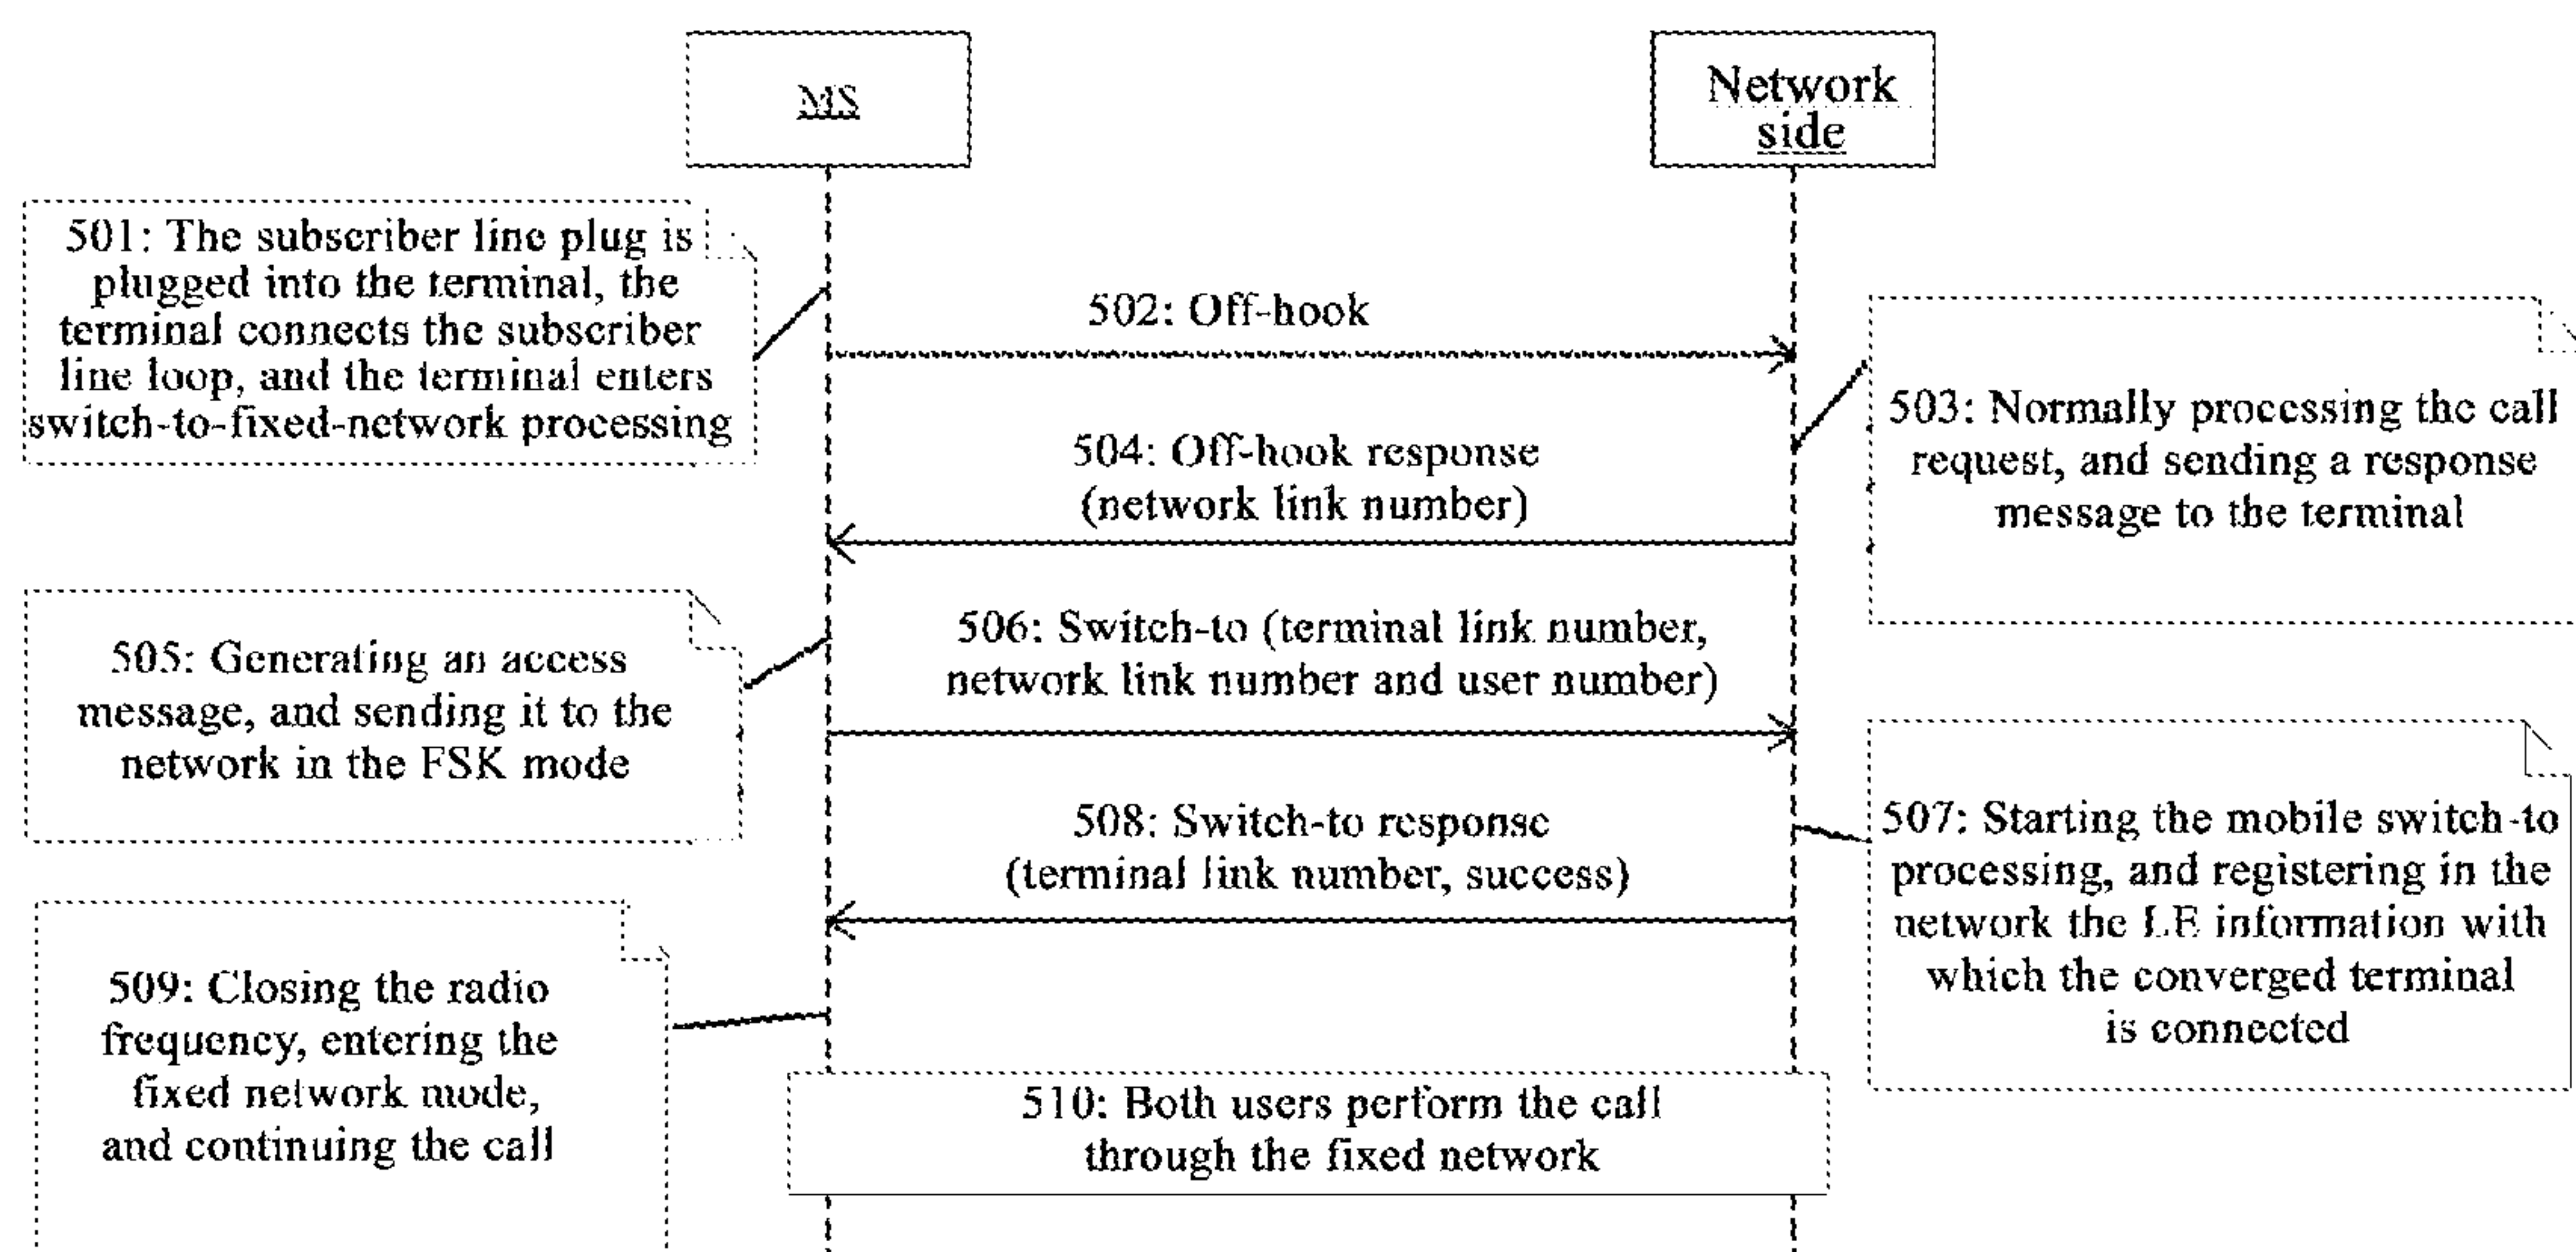 MS
Network
side
501: The subscriber line plug is
plugged into the terminal, the
terminal connects the subscriber
line loop, and the terminal enters
switch-to-fixed-network processing
502: Off-hook
503: Normally processing the call
request, and sending a response
message to the terminal
504: Off-hook response
(network link number)
505: Generating an access
message, and sending it to the
network in the FSK mode
506: Switch-to (terminal link number,
network link number and user number)
507: Starting the mobile switch-to
processing, and registering in the
network the LE information with
which the converged terminal
is connected
508: Switch-to response
(terminal link number, success)
509: Closing the radio
frequency, entering the
fixed network mode,
and continuing the call
510: Both users perform the call
through the fixed network